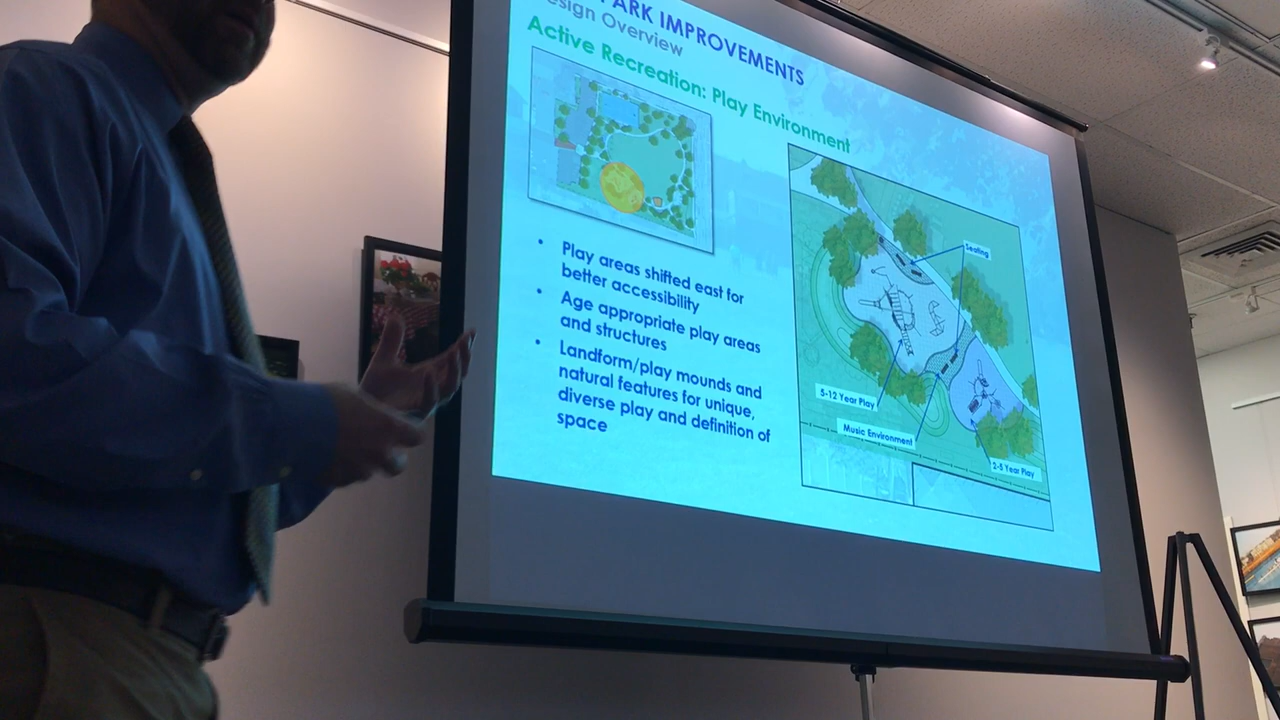 PARK IMPROVEMENTS
Design Overview
Active Recreation: Play Environment
• Play areas shifted east for
better accessibility
• Age appropriate play areas
and structures
• Landform/play mounds and
natural features for unique,
diverse play and definition of
space
Seating
5-12 Year Play
Music Environment
2-5 Year Play